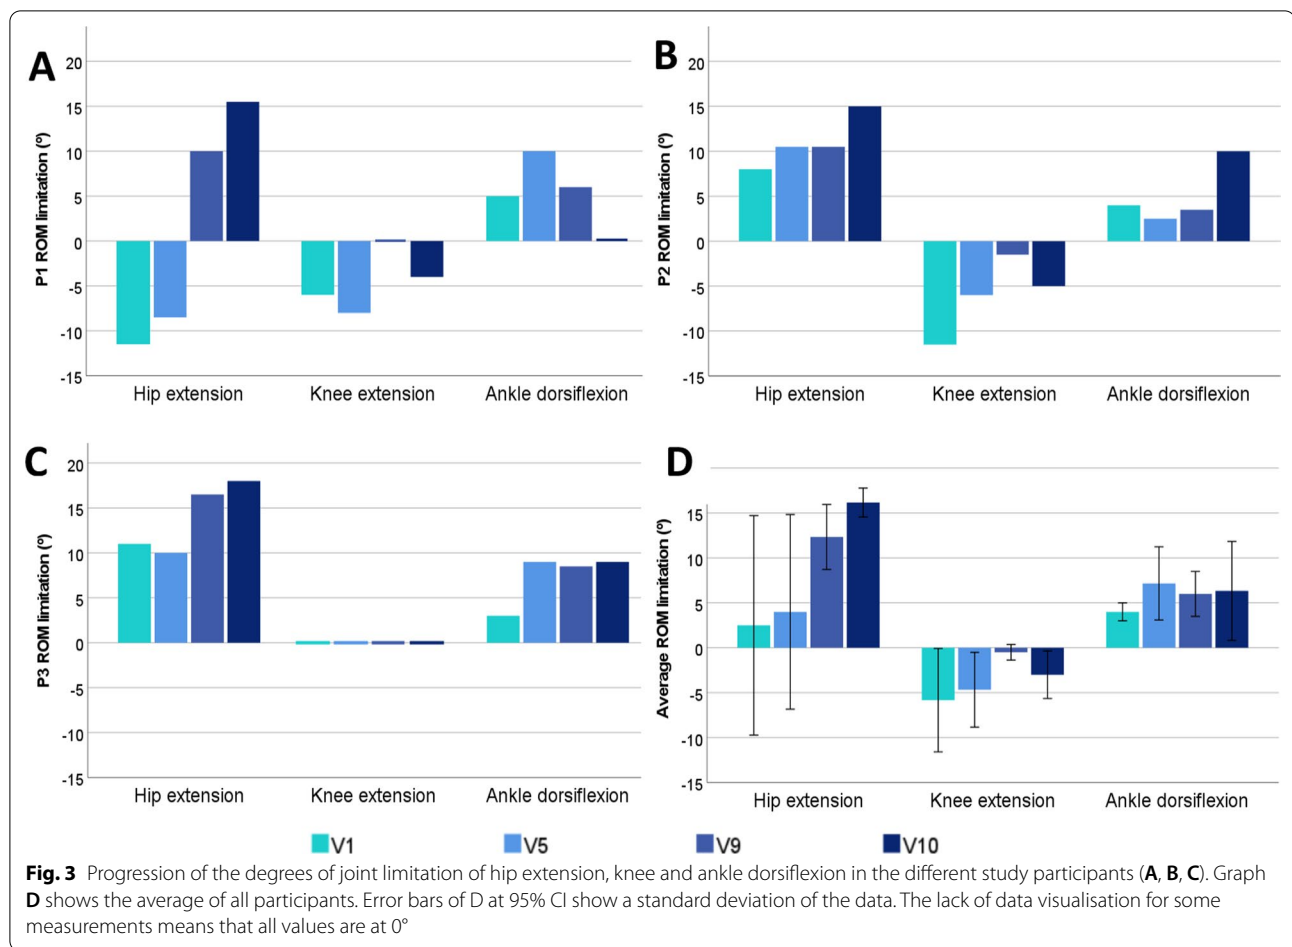 A
P1 ROM limitation (º)
20
15
10
5
0
-5
-10
-15
Hip extension Knee extension Ankle dorsiflexion
B
P2 ROM limitation (º)
20
15
10
5
0
-5
-10
-15
Hip extension Knee extension Ankle dorsiflexion
C
P3 ROM limitation (º)
20
15
10
5
0
-5
-10
-15
Hip extension Knee extension Ankle dorsiflexion
D
Average ROM limitation (º)
15
10
5
0
-5
-10
-15
Hip extension Knee extension Ankle dorsiflexion
V1 V5 V9 V10
Fig. 3 Progression of the degrees of joint limitation of hip extension, knee and ankle dorsiflexion in the different study participants (A, B, C). Graph
D shows the average of all participants. Error bars of D at 95% CI show a standard deviation of the data. The lack of data visualisation for some
measurements means that all values are at 0°